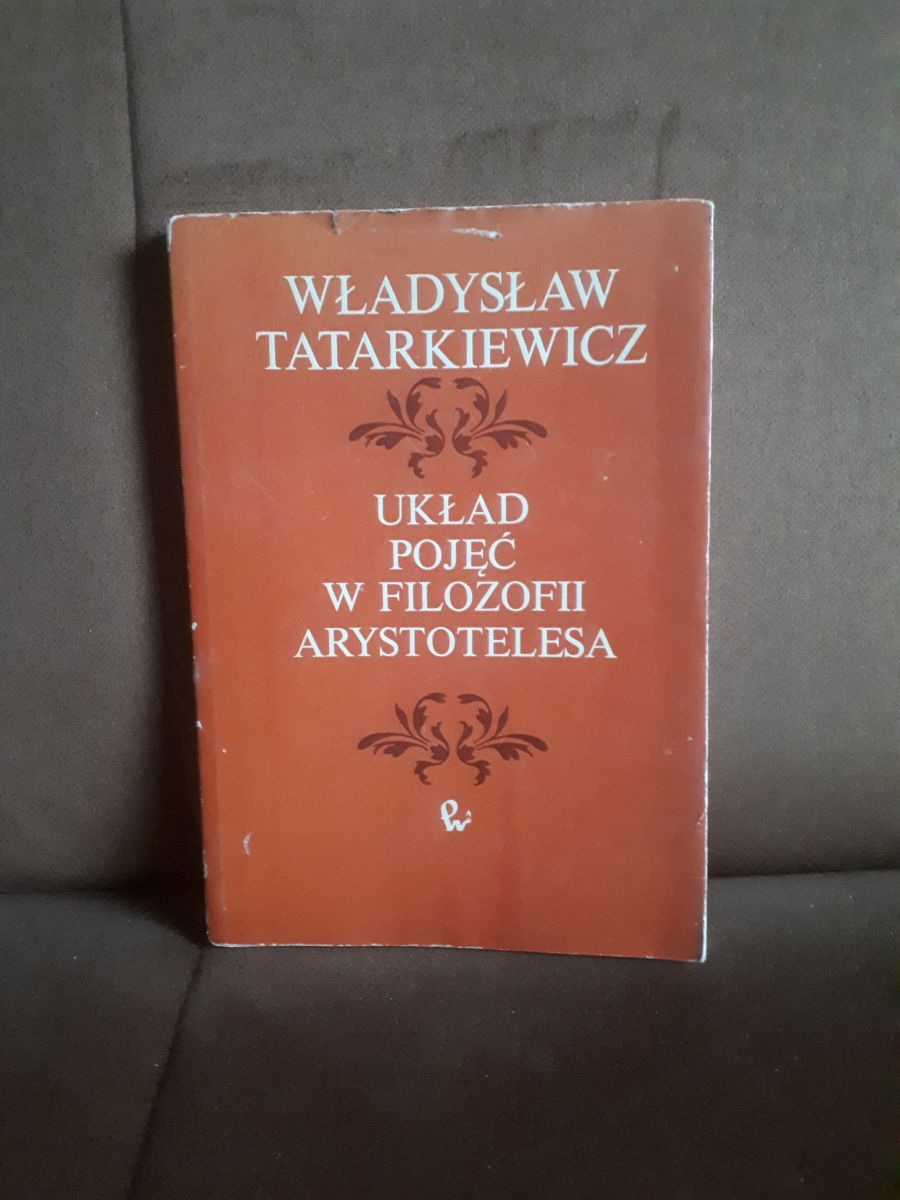 WŁADYSŁAW
TATARKIEWICZ
UKŁAD
POJĘĆ
W FILOZOFII
ARYSTOTELESA